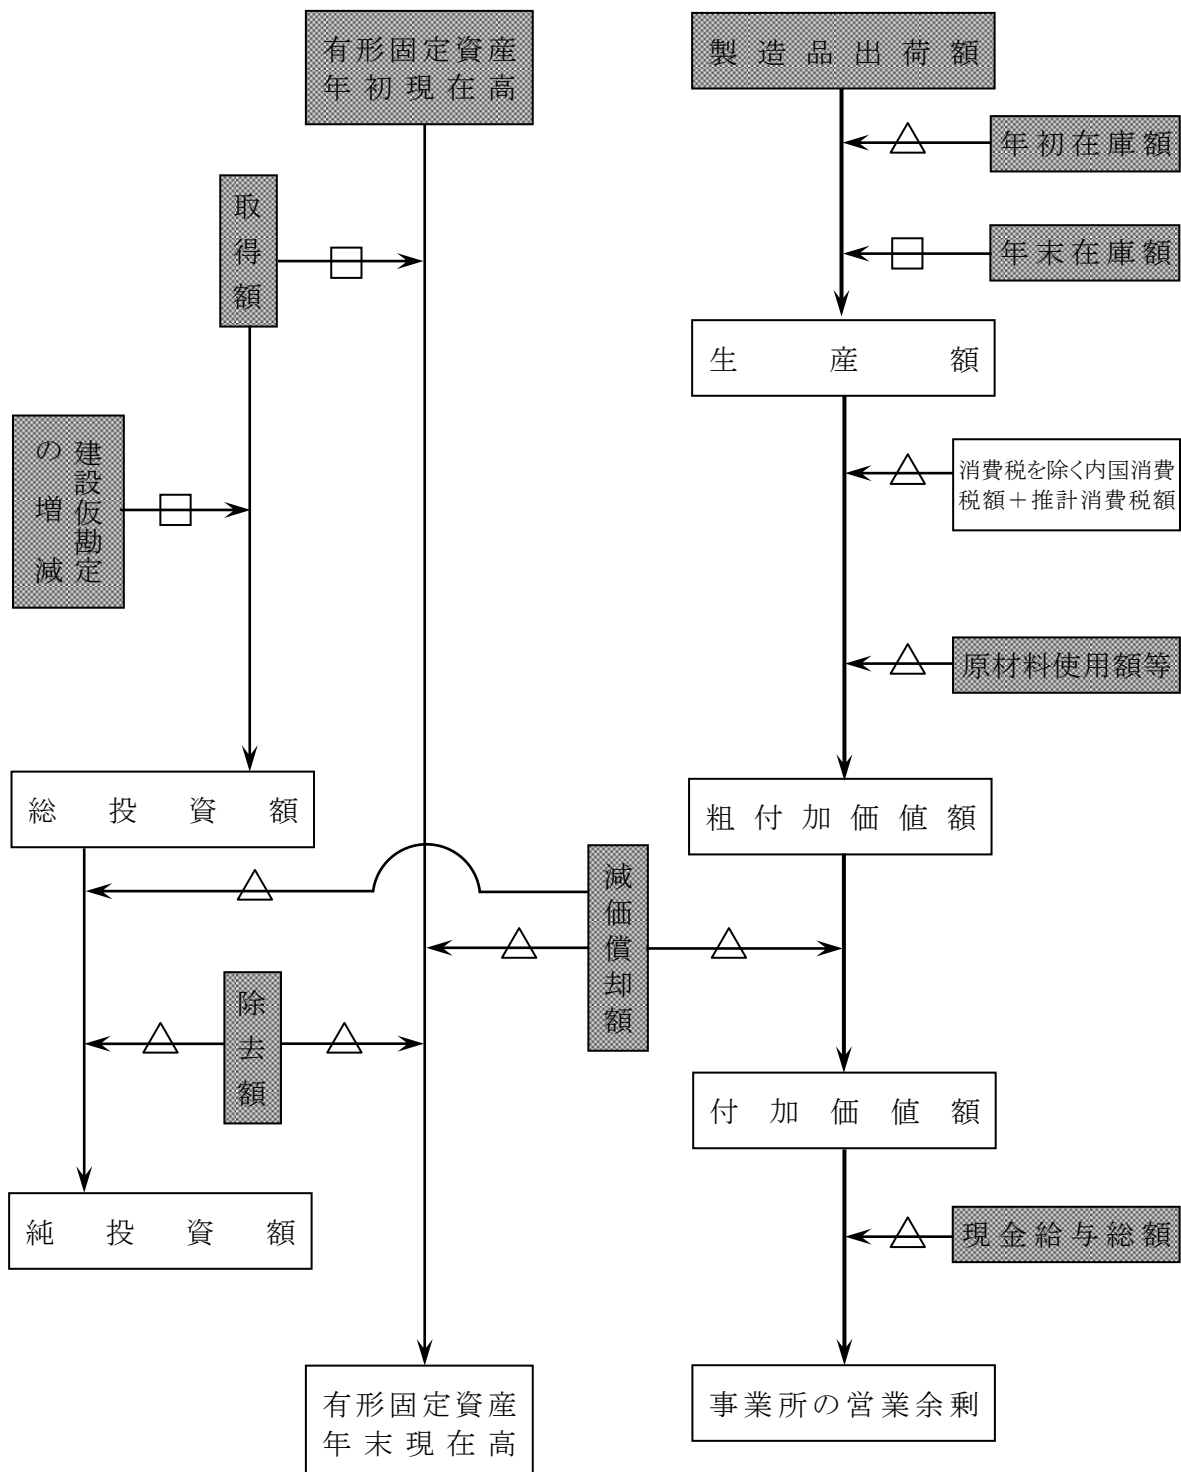 有形固定資産
年初現在高
製造品出荷額
年初在庫額
取得額
年末在庫額
生産額
建設仮勘定
の増減
消費税を除く内国消費
税額＋推計消費税額
原材料使用額等
総投資額
粗付加価値額
減価償却額
除去額
付加価値額
純投資額
現金給与総額
有形固定資産
年末現在高
事業所の営業余剰